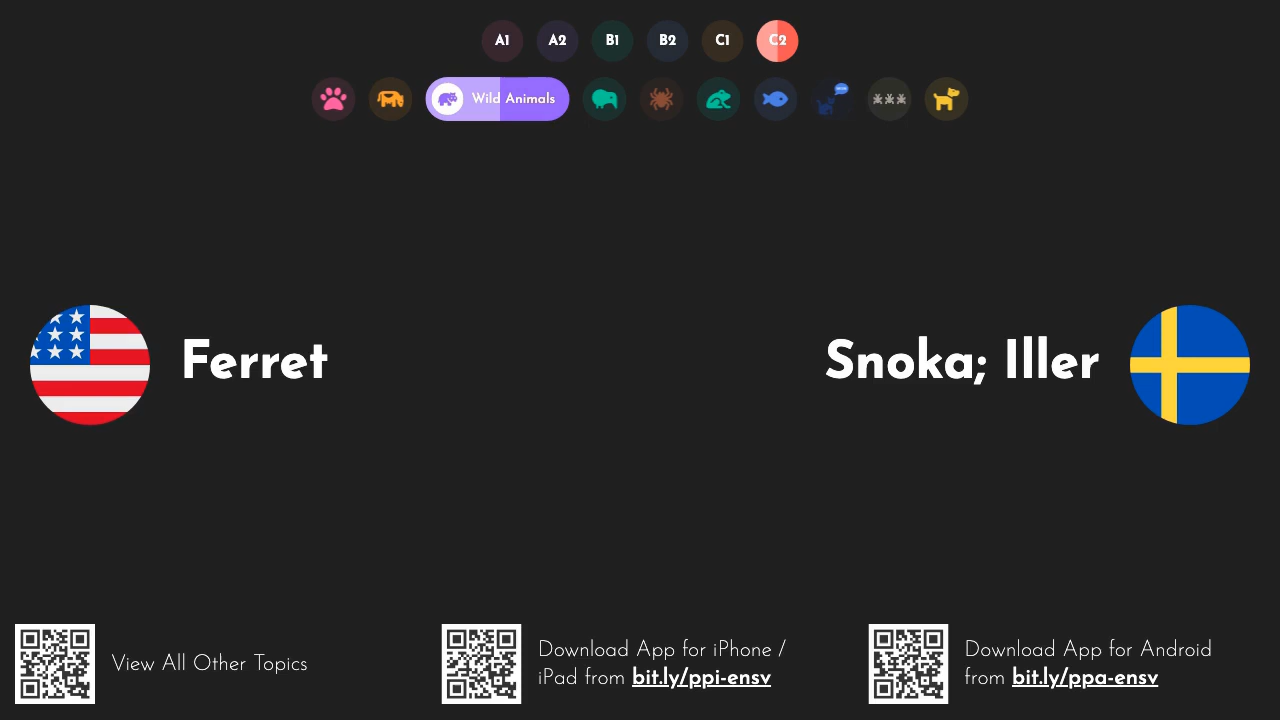 A1 A2 B1 B2 C1 C2
Wild Animals
Ferret
Snoka; Iller
View All Other Topics
Download App for iPhone /
iPad from bit.ly/ppi-ensv
Download App for Android
from bit.ly/ppa-ensv